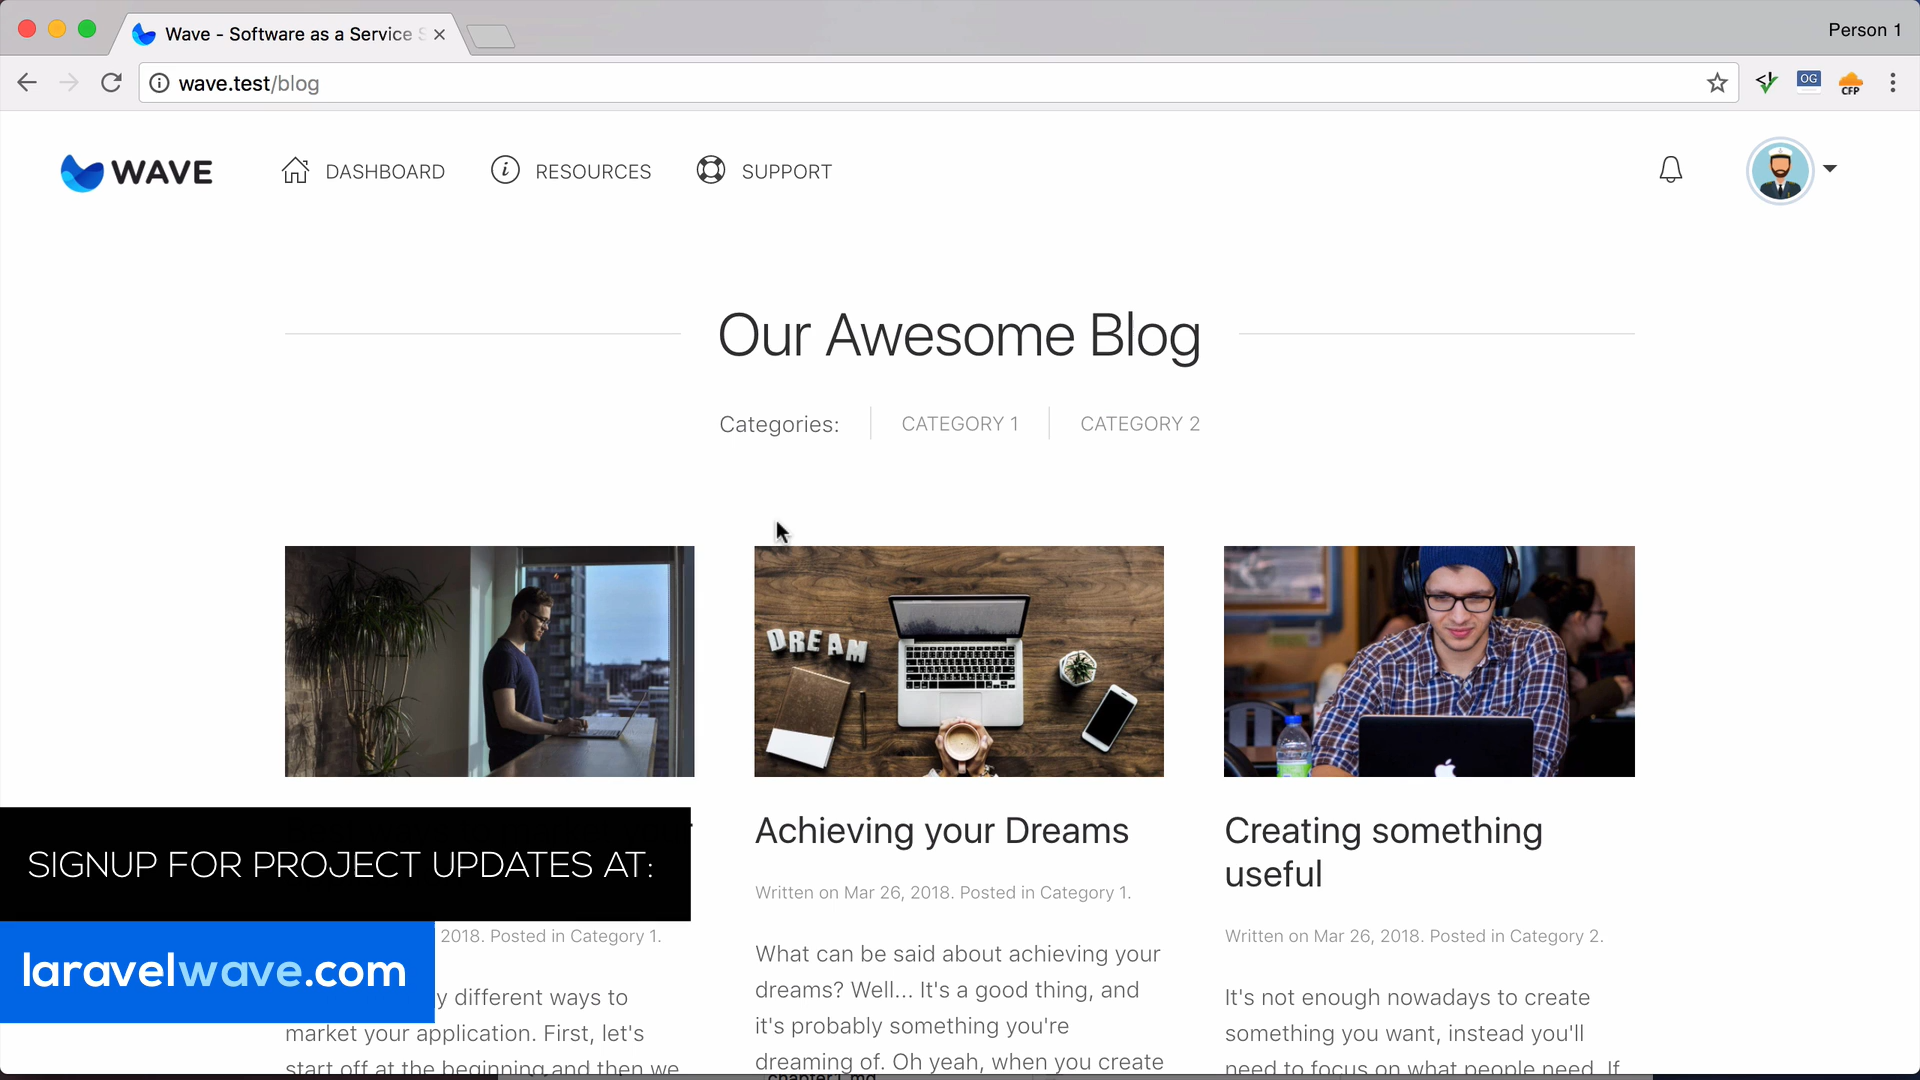 Wave - Software as a Service
Person 1
wave.test/blog
OG
CFP
WAVE
DASHBOARD
RESOURCES
SUPPORT
Our Awesome Blog
Categories:
CATEGORY 1
CATEGORY 2
DREAM
SIGNUP FOR PROJECT UPDATES AT:
laravelwave.com
2018. Posted in Category 1.
different ways to
market your application. First, let's
start off at the beginning and then we
Achieving your Dreams
Written on Mar 26, 2018. Posted in Category 1.
What can be said about achieving your
dreams? Well... It's a good thing, and
it's probably something you're
dreaming of. Oh yeah, when you create
chapter1.md
Creating something
useful
Written on Mar 26, 2018. Posted in Category 2.
It's not enough nowadays to create
something you want, instead you'll
need to focus on what people need. If